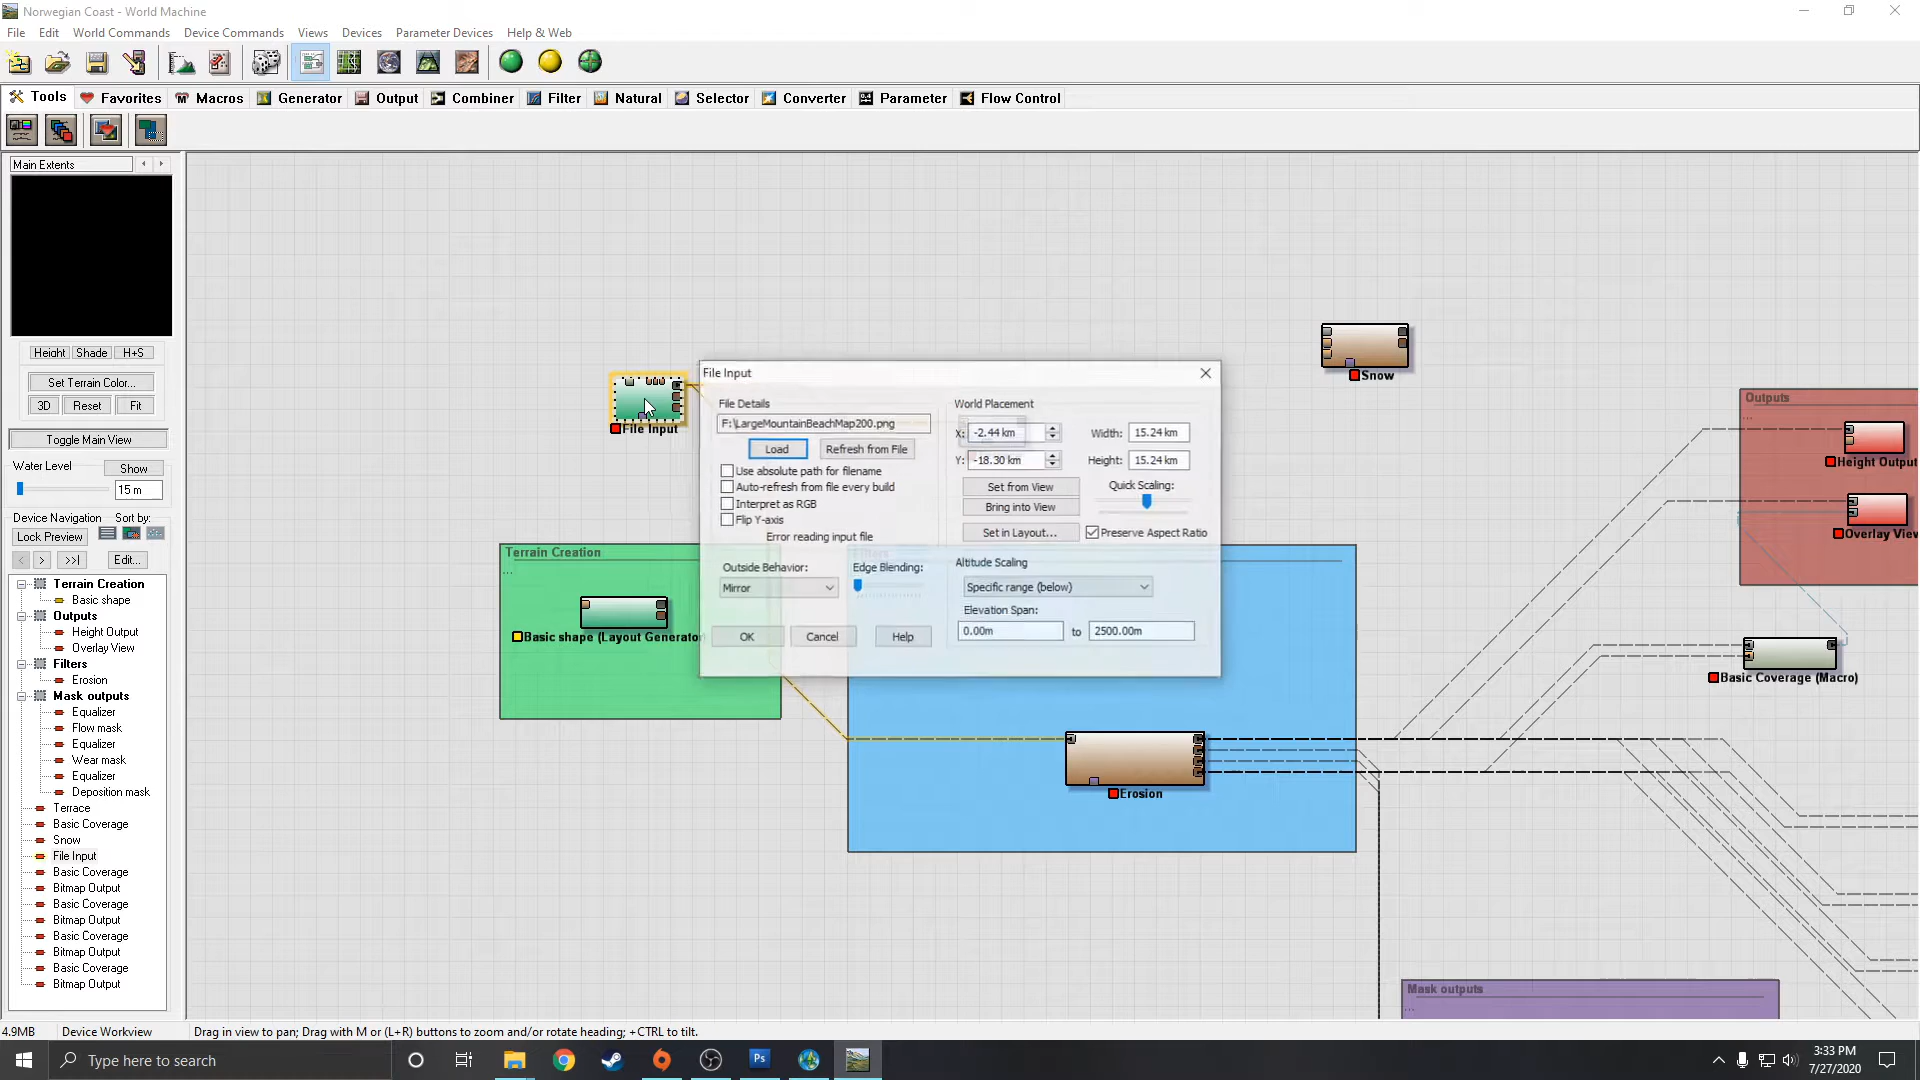 Norwegian Coast - World Machine
File Edit World Commands Device Commands Views Devices Parameter Devices Help & Web
Tools Favorites Macros Generator Output Combiner Filter Natural Selector Converter Parameter Flow Control
Main Extents
Height Shade H+S
Set Terrain Color...
3D Reset Fit
Toggle Main View
Water Level Show
15 m
Device Navigation Sort by:
Lock Preview
< > >>| Edit...
Terrain Creation
Basic shape
Outputs
Height Output
Overlay View
Filters
Erosion
Mask outputs
Equalizer
Flow mask
Equalizer
Wear mask
Equalizer
Deposition mask
Terrace
Basic Coverage
Snow
File Input
Basic Coverage
Bitmap Output
Basic Coverage
Bitmap Output
Basic Coverage
Bitmap Output
Basic Coverage
Bitmap Output
File Input
Terrain Creation
...
Basic shape (Layout Generator
File Input
File Details
F:\LargeMountainBeachMap200.png
Load Refresh from File
Use absolute path for filename
Auto-refresh from file every build
Interpret as RGB
Flip Y-axis
Error reading input file
Outside Behavior: Edge Blending:
Mirror
OK Cancel Help
World Placement
X: -2.44 km Width: 15.24 km
Y: -18.30 km Height: 15.24 km
Set from View Quick Scaling:
Bring into View
Set in Layout... Preserve Aspect Ratio
Altitude Scaling
Specific range (below)
Elevation Span:
0.00m to 2500.00m
Erosion
Snow
Outputs
...
Height Output
Overlay View
Basic Coverage (Macro)
Mask outputs
...
4.9MB Device Workview Drag in view to pan; Drag with M or (L+R) buttons to zoom and/or rotate heading; +CTRL to tilt.
Type here to search
Ps
3:33 PM
7/27/2020